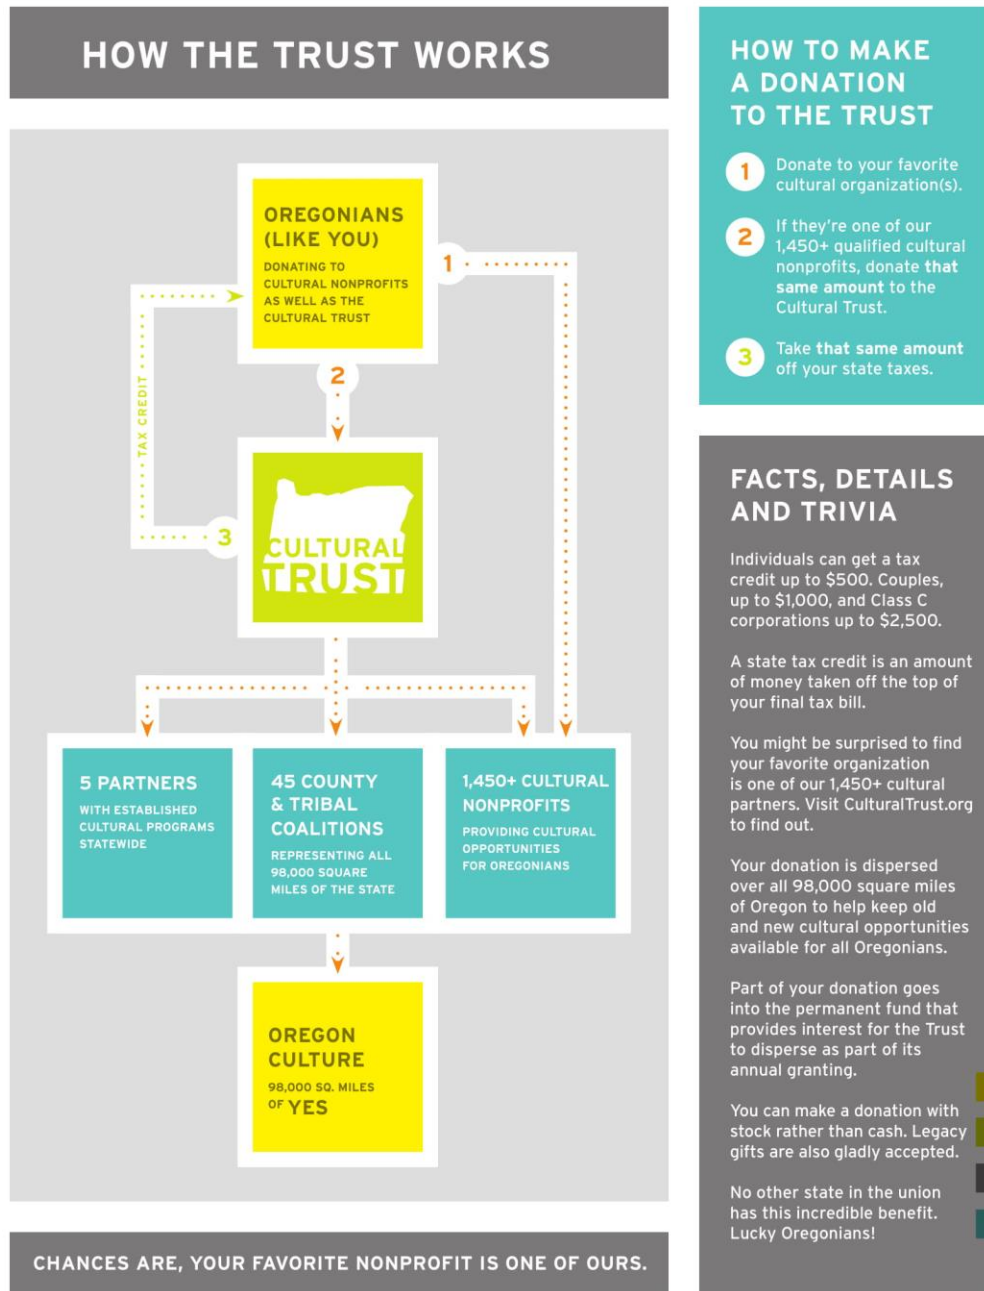 HOW THE TRUST WORKS
OREGONIANS
(LIKE YOU)
DONATING TO
CULTURAL NONPROFITS
AS WELL AS THE
CULTURAL TRUST
1
2
TAX CREDIT
3
CULTURAL
TRUST
5 PARTNERS
WITH ESTABLISHED
CULTURAL PROGRAMS
STATEWIDE
45 COUNTY
& TRIBAL
COALITIONS
REPRESENTING ALL
98,000 SQUARE
MILES OF THE STATE
1,450+ CULTURAL
NONPROFITS
PROVIDING CULTURAL
OPPORTUNITIES
FOR OREGONIANS
OREGON
CULTURE
98,000 SQ. MILES
OF YES
CHANCES ARE, YOUR FAVORITE NONPROFIT IS ONE OF OURS.
HOW TO MAKE
A DONATION
TO THE TRUST
1 Donate to your favorite
cultural organization(s).
2 If they're one of our
1,450+ qualified cultural
nonprofits, donate that
same amount to the
Cultural Trust.
3 Take that same amount
off your state taxes.
FACTS, DETAILS
AND TRIVIA
Individuals can get a tax
credit up to $500. Couples,
up to $1,000, and Class C
corporations up to $2,500.
A state tax credit is an amount
of money taken off the top of
your final tax bill.
You might be surprised to find
your favorite organization
is one of our 1,450+ cultural
partners. Visit CulturalTrust.org
to find out.
Your donation is dispersed
over all 98,000 square miles
of Oregon to help keep old
and new cultural opportunities
available for all Oregonians.
Part of your donation goes
into the permanent fund that
provides interest for the Trust
to disperse as part of its
annual granting.
You can make a donation with
stock rather than cash. Legacy
gifts are also gladly accepted.
No other state in the union
has this incredible benefit.
Lucky Oregonians!